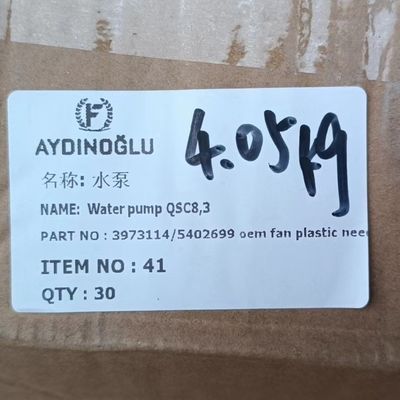 F
AYDINOĞLU
4.05kg
名称: 水泵
NAME: Water pump QSC8,3
PART NO : 3973114/5402699 oem fan plastic nee
ITEM NO : 41
QTY : 30